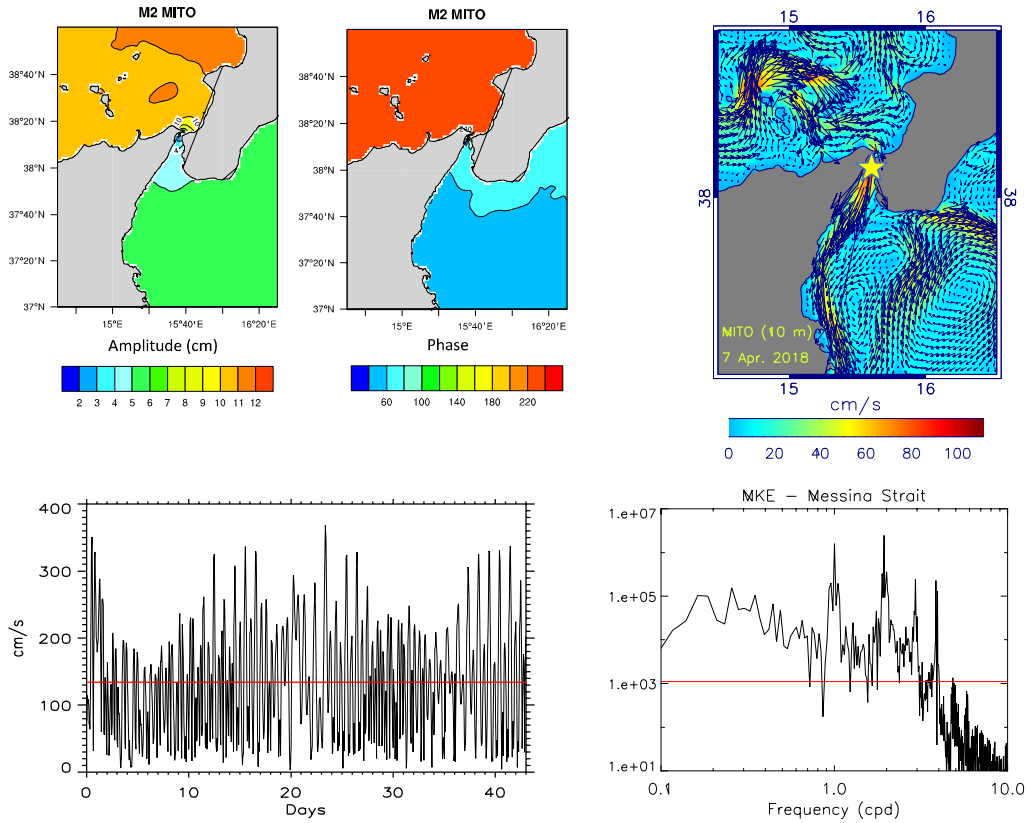 M2 MITO
38°40'N
38°20'N
38°N
37°40'N
37°20'N
37°N
15°E 15°40'E 16°20'E
10
10
4
Amplitude (cm)
2 3 4 5 6 7 8 9 10 11 12
M2 MITO
38°40'N
38°20'N
38°N
37°40'N
37°20'N
37°N
15°E 15°40'E 16°20'E
Phase
60 100 140 180 220
15 16
38 38
MITO (10 m)
7 Apr. 2018
15 16
cm/s
0 20 40 60 80 100
400
300
200
100
0
cm/s
0 10 20 30 40
Days
MKE – Messina Strait
1.e+07
1.e+05
1.e+03
1.e+01
0.1 1.0 10.0
Frequency (cpd)